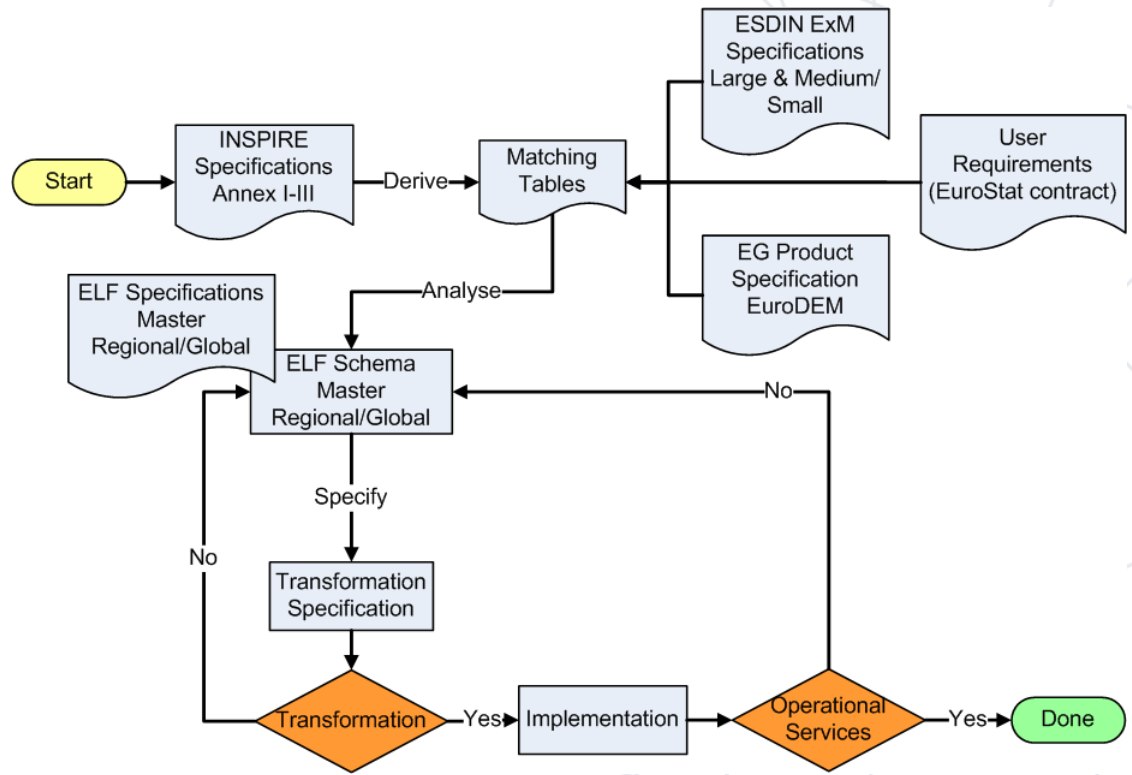 ESDIN ExM
Specifications
Large & Medium/
Small
INSPIRE
Specifications
Annex I-III
Start
Derive
Matching
Tables
User
Requirements
(EuroStat contract)
EG Product
Specification
EuroDEM
Analyse
ELF Specifications
Master
Regional/Global
ELF Schema
Master
Regional/Global
No
Specify
No
Transformation
Specification
Transformation
Yes
Implementation
Operational
Services
Yes
Done